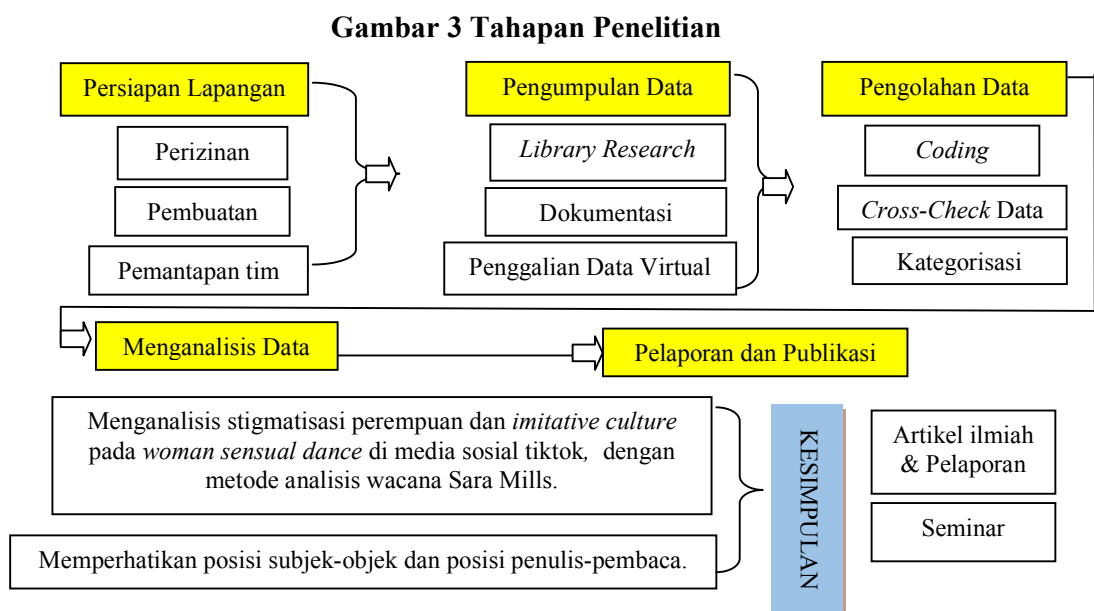 Gambar 3 Tahapan Penelitian
Persiapan Lapangan
Perizinan
Pembuatan
Pemantapan tim
Pengumpulan Data
Library Research
Dokumentasi
Penggalian Data Virtual
Pengolahan Data
Coding
Cross-Check Data
Kategorisasi
Menganalisis Data
Pelaporan dan Publikasi
Menganalisis stigmatisasi perempuan dan imitative culture
pada woman sensual dance di media sosial tiktok, dengan
metode analisis wacana Sara Mills.
Memperhatikan posisi subjek-objek dan posisi penulis-pembaca.
KESIMPULAN
Artikel ilmiah
& Pelaporan
Seminar